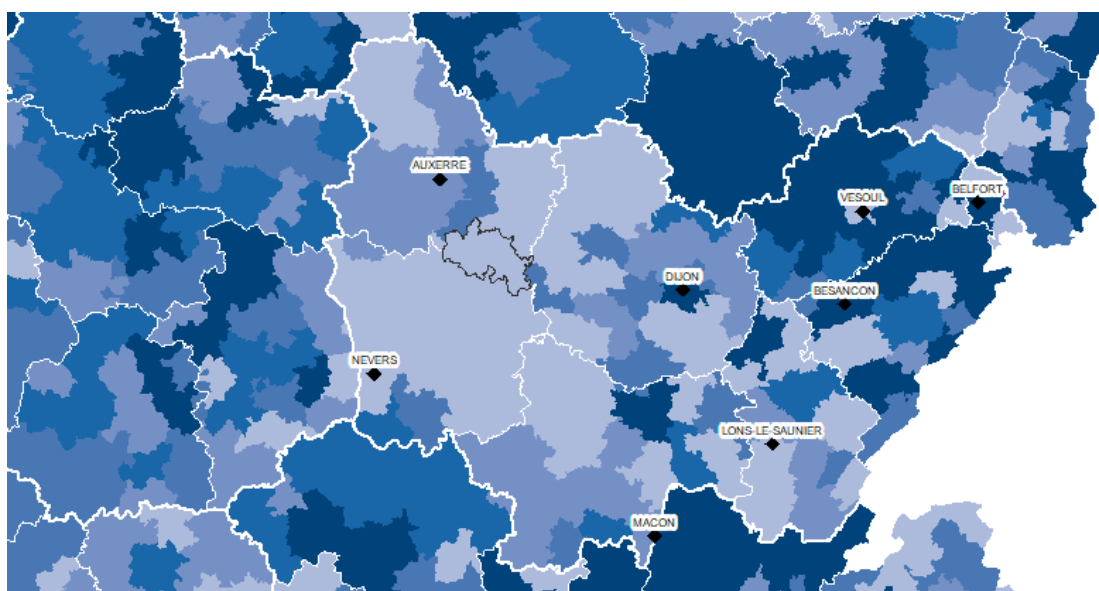 AUXERRE
BELFORT
VESOUL
DIJON
BESANCON
NEVERS
LONS-LE-SAUNIER
MACON